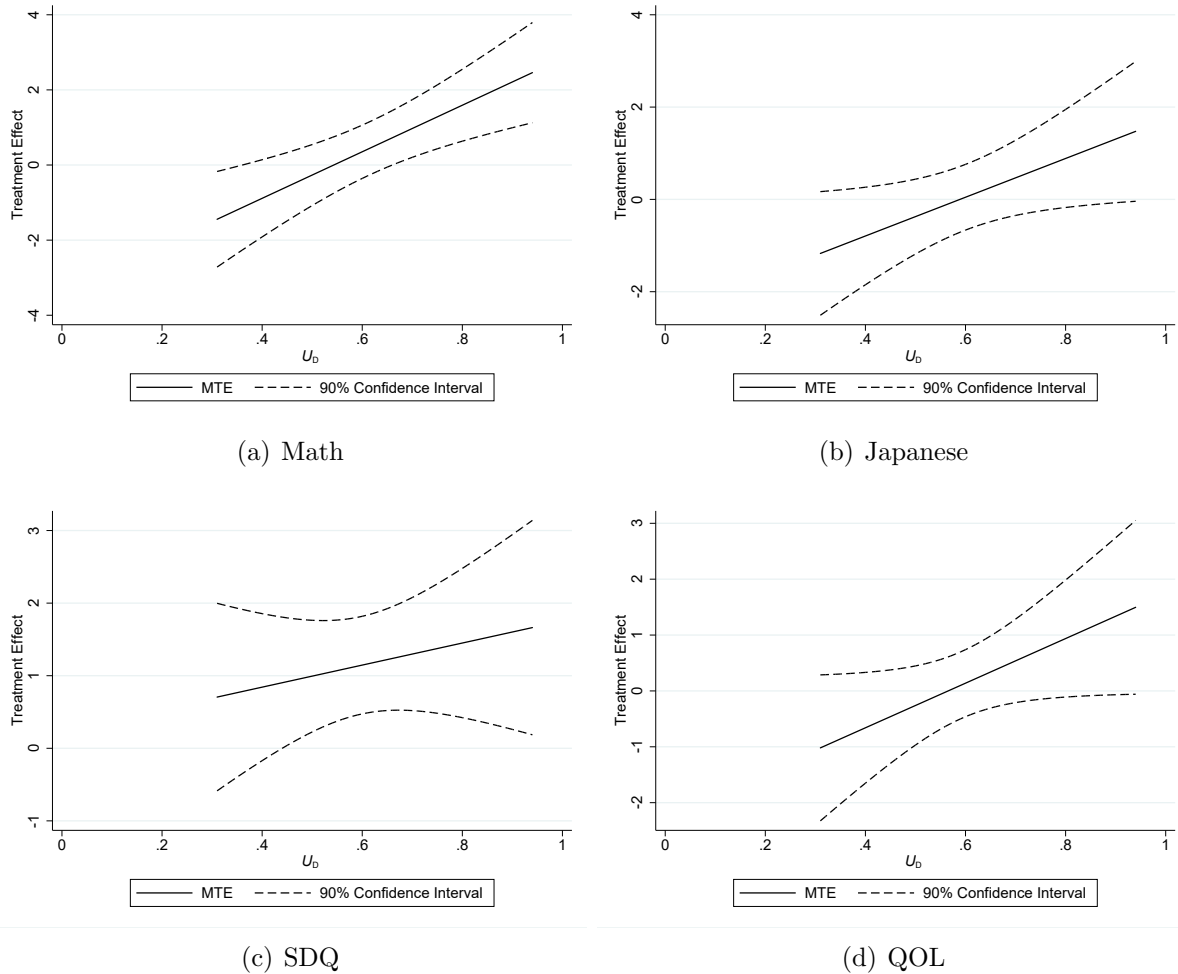 4
2
0
-2
-4
Treatment Effect
0 .2 .4 .6 .8 1
U_D
MTE 90% Confidence Interval
(a) Math
4
2
0
-2
Treatment Effect
0 .2 .4 .6 .8 1
U_D
MTE 90% Confidence Interval
(b) Japanese
3
2
1
0
-1
Treatment Effect
0 .2 .4 .6 .8 1
U_D
MTE 90% Confidence Interval
(c) SDQ
3
2
1
0
-1
-2
Treatment Effect
0 .2 .4 .6 .8 1
U_D
MTE 90% Confidence Interval
(d) QOL